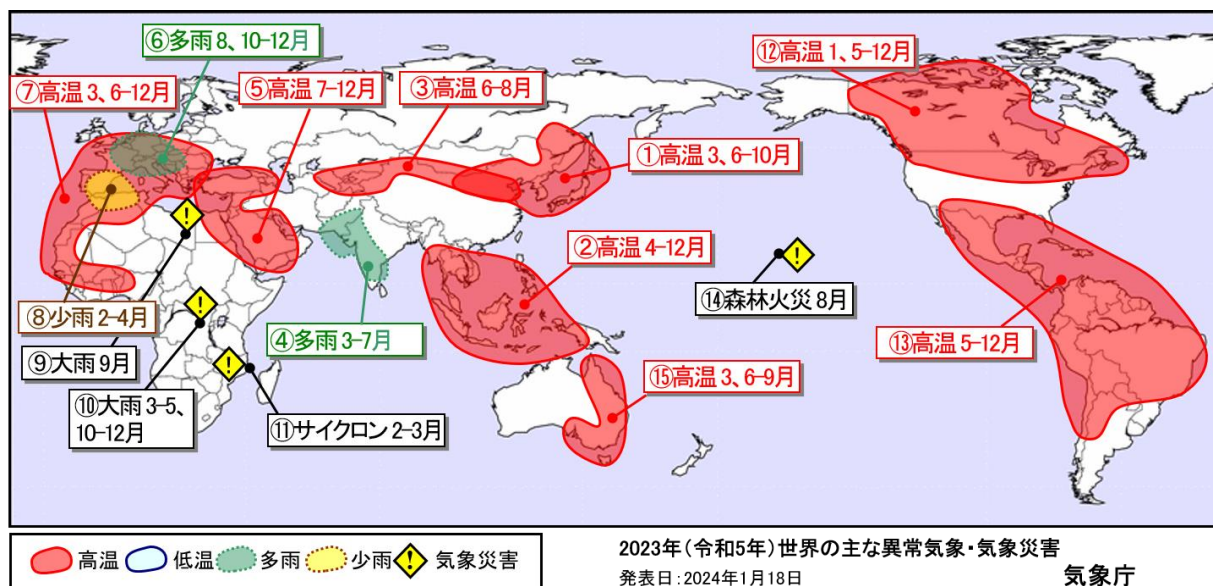 ⑥多雨 8、10-12月
⑫高温 1、5-12月
⑦高温 3、6-12月
⑤高温 7-12月
③高温 6-8月
①高温 3、6-10月
②高温 4-12月
⑭森林火災 8月
⑧少雨 2-4月
④多雨 3-7月
⑬高温 5-12月
⑨大雨 9月
⑮高温 3、6-9月
⑩大雨 3-5、
10-12月
⑪サイクロン 2-3月
高温 低温 多雨 少雨 気象災害
2023年(令和5年)世界の主な異常気象・気象災害
発表日:2024年1月18日
気象庁